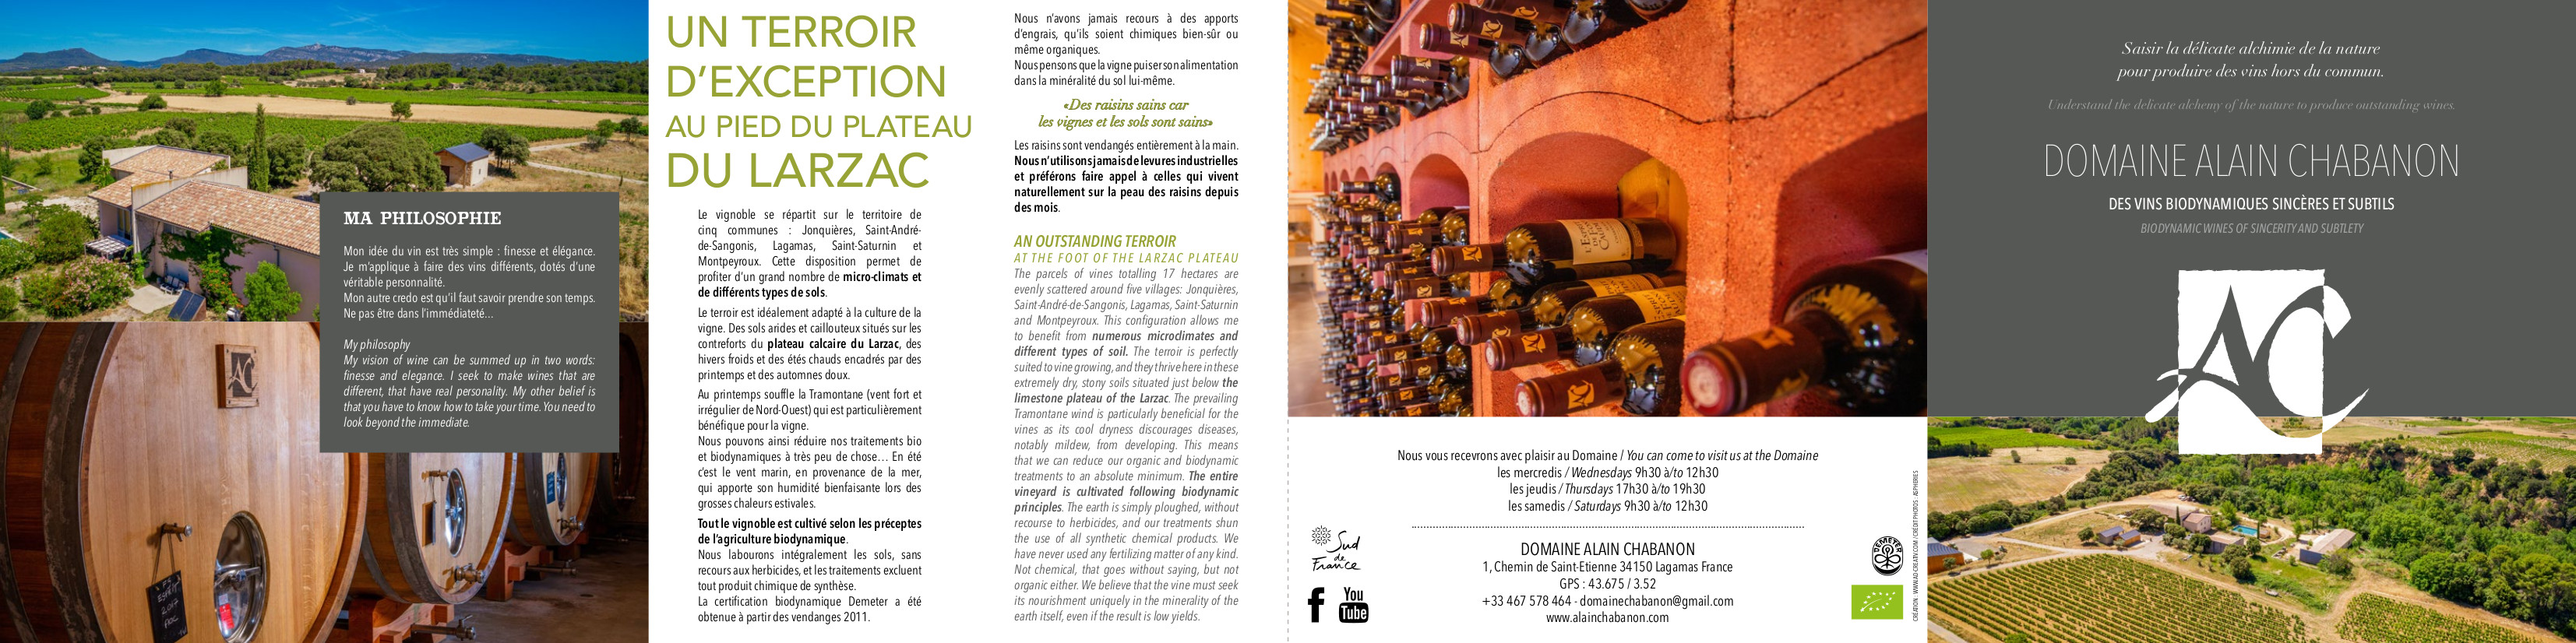 MA PHILOSOPHIE
Mon idée du vin est très simple : finesse et élégance.
Je m'applique à faire des vins différents, dotés d'une
véritable personnalité.
Mon autre credo est qu'il faut savoir prendre son temps.
Ne pas être dans l'immédiateté...
My philosophy
My vision of wine can be summed up in two words:
finesse and elegance. I seek to make wines that are
different, that have real personality. My other belief is
that you have to know how to take your time. You need to
look beyond the immediate.
AC
UN TERROIR
D'EXCEPTION
AU PIED DU PLATEAU
DU LARZAC
Le vignoble se répartit sur le territoire de
cinq communes : Jonquières, Saint-André-
de-Sangonis, Lagamas, Saint-Saturnin et
Montpeyroux. Cette disposition permet de
profiter d'un grand nombre de micro-climats et
de différents types de sols.
Le terroir est idéalement adapté à la culture de la
vigne. Des sols arides et caillouteux situés sur les
contreforts du plateau calcaire du Larzac, des
hivers froids et des étés chauds encadrés par des
printemps et des automnes doux.
Au printemps souffle la Tramontane (vent fort et
irrégulier de Nord-Ouest) qui est particulièrement
bénéfique pour la vigne.
Nous pouvons ainsi réduire nos traitements bio
et biodynamiques à très peu de chose... En été
c'est le vent marin, en provenance de la mer,
qui apporte son humidité bienfaisante lors des
grosses chaleurs estivales.
Tout le vignoble est cultivé selon les préceptes
de l'agriculture biodynamique.
Nous labourons intégralement les sols, sans
recours aux herbicides, et les traitements excluent
tout produit chimique de synthèse.
La certification biodynamique Demeter a été
obtenue à partir des vendanges 2011.
Nous n'avons jamais recours à des apports
d'engrais, qu'ils soient chimiques bien-sûr ou
même organiques.
Nous pensons que la vigne puiser son alimentation
dans la minéralité du sol lui-même.
«Des raisins sains car
les vignes et les sols sont sains»
Les raisins sont vendangés entièrement à la main.
Nous n'utilisons jamais de levures industrielles
et préférons faire appel à celles qui vivent
naturellement sur la peau des raisins depuis
des mois.
AN OUTSTANDING TERROIR
AT THE FOOT OF THE LARZAC PLATEAU
The parcels of vines totalling 17 hectares are
evenly scattered around five villages: Jonquières,
Saint-André-de-Sangonis, Lagamas, Saint-Saturnin
and Montpeyroux. This configuration allows me
to benefit from numerous microclimates and
different types of soil. The terroir is perfectly
suited to vine growing, and they thrive here in these
extremely dry, stony soils situated just below the
limestone plateau of the Larzac. The prevailing
Tramontane wind is particularly beneficial for the
vines as its cool dryness discourages diseases,
notably mildew, from developing. This means
that we can reduce our organic and biodynamic
treatments to an absolute minimum. The entire
vineyard is cultivated following biodynamic
principles. The earth is simply ploughed, without
recourse to herbicides, and our treatments shun
the use of all synthetic chemical products. We
have never used any fertilizing matter of any kind.
Not chemical, that goes without saying, but not
organic either. We believe that the vine must seek
its nourishment uniquely in the minerality of the
earth itself, even if the result is low yields.
Nous vous recevrons avec plaisir au Domaine / You can come to visit us at the Domaine
les mercredis / Wednesdays 9h30 à/to 12h30
les jeudis / Thursdays 17h30 à/to 19h30
les samedis / Saturdays 9h30 à/to 12h30
DOMAINE ALAIN CHABANON
1, Chemin de Saint-Etienne 34150 Lagamas France
GPS : 43.675 / 3.52
+33 467 578 464 - domainechabanon@gmail.com
www.alainchabanon.com
Sud
de
France
f
You
Tube
DEMETER
Saisir la délicate alchimie de la nature
pour produire des vins hors du commun.
Understand the delicate alchemy of the nature to produce outstanding wines.
DOMAINE ALAIN CHABANON
DES VINS BIODYNAMIQUES SINCÈRES ET SUBTILS
BIODYNAMIC WINES OF SINCERITY AND SUBTLETY
AC